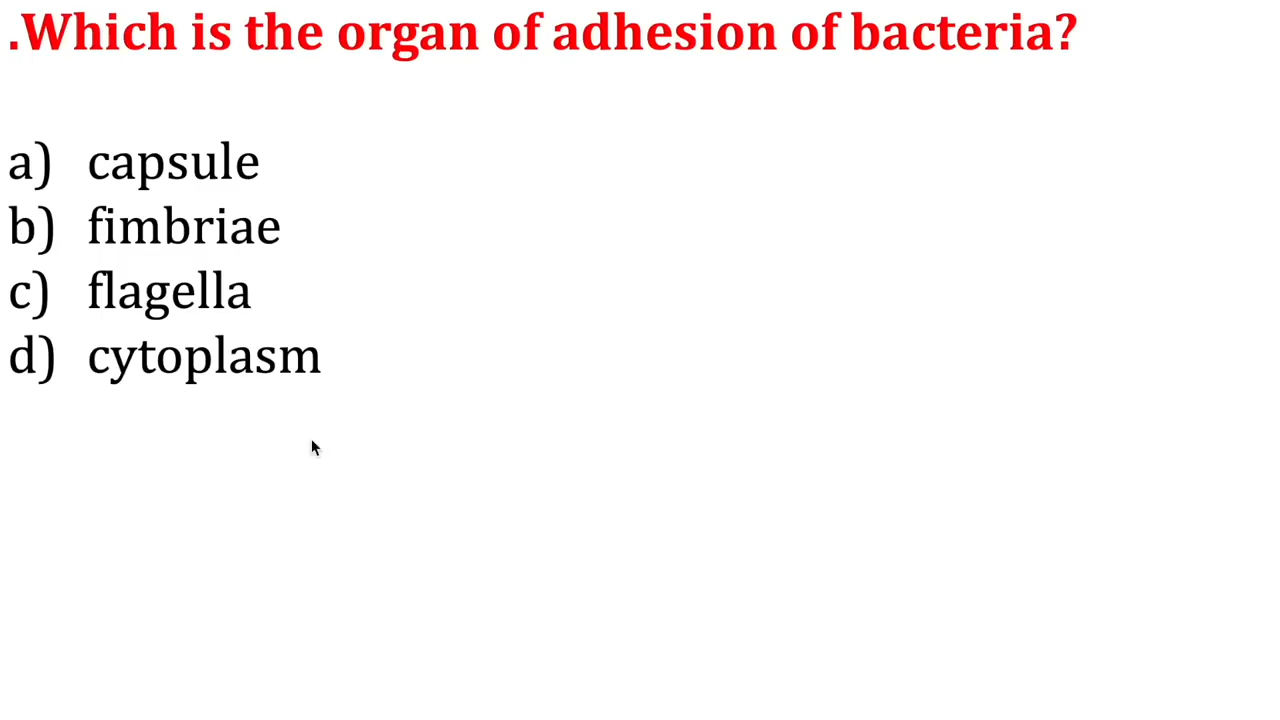 .Which is the organ of adhesion of bacteria?
a) capsule
b) fimbriae
c) flagella
d) cytoplasm